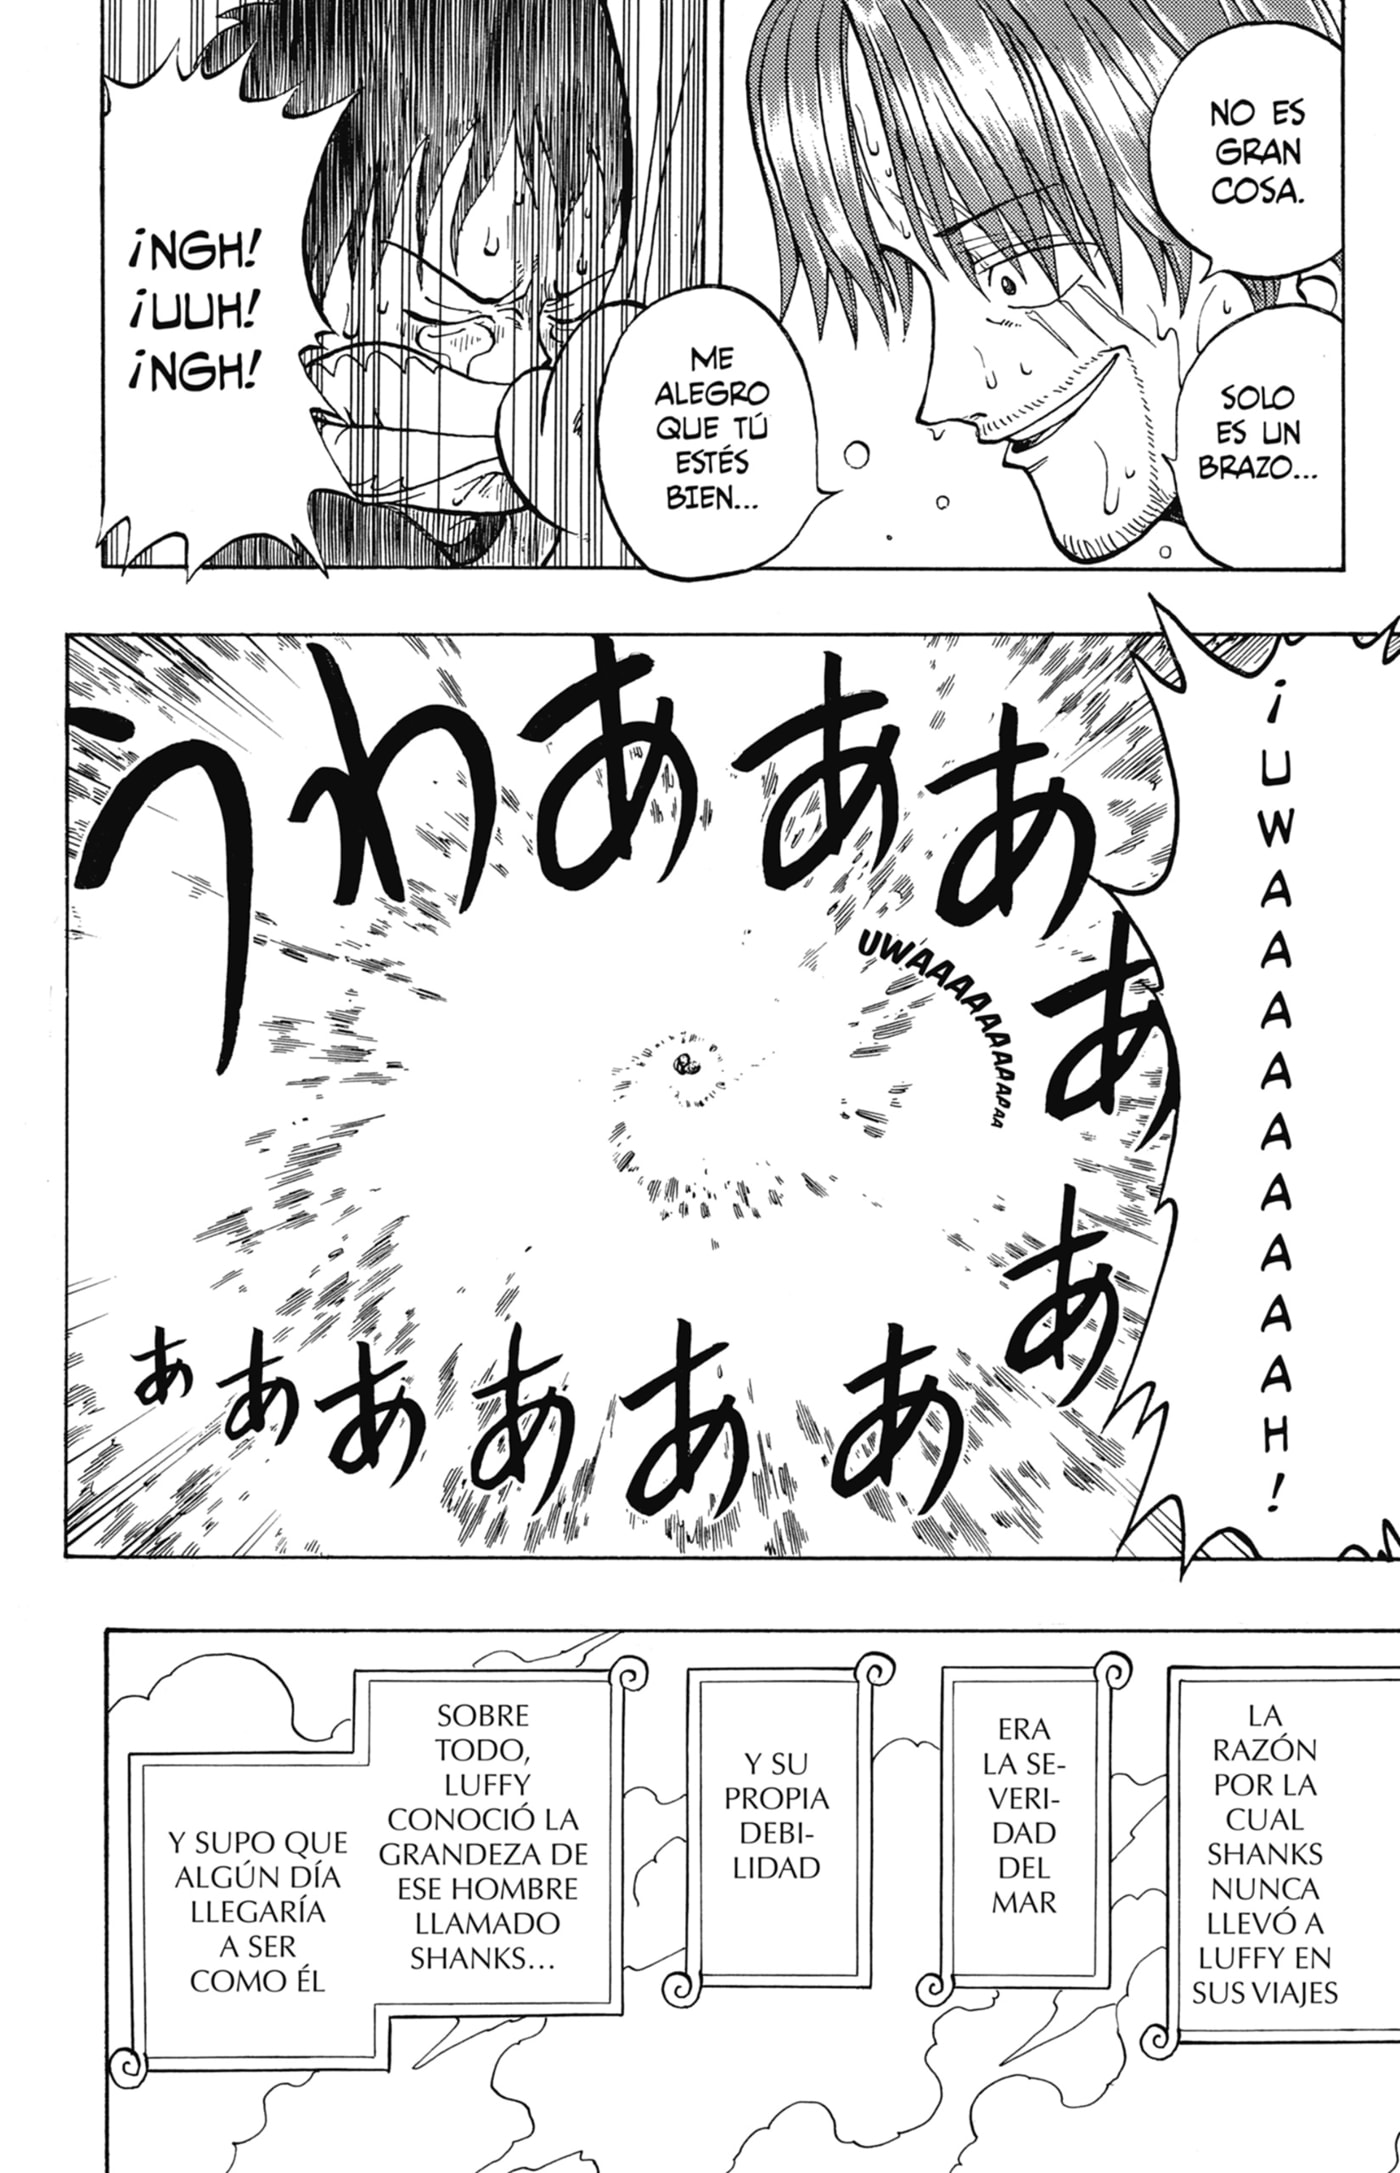 NO ES
GRAN
COSA.
SOLO
ES UN
BRAZO...
ME
ALEGRO
QUE TÚ
ESTÉS
BIEN...
¡NGH!
¡UUH!
¡NGH!
¡UWAAAAAAAAAH!
うわああああああああああ
UWAAAAAAAAAAAA
LA
RAZÓN
POR LA
CUAL
SHANKS
NUNCA
LLEVÓ A
LUFFY EN
SUS VIAJES
ERA
LA SE-
VERI-
DAD
DEL
MAR
Y SU
PROPIA
DEBI-
LIDAD
SOBRE
TODO,
LUFFY
CONOCIÓ LA
GRANDEZA DE
ESE HOMBRE
LLAMADO
SHANKS...
Y SUPO QUE
ALGÚN DÍA
LLEGARÍA
A SER
COMO ÉL